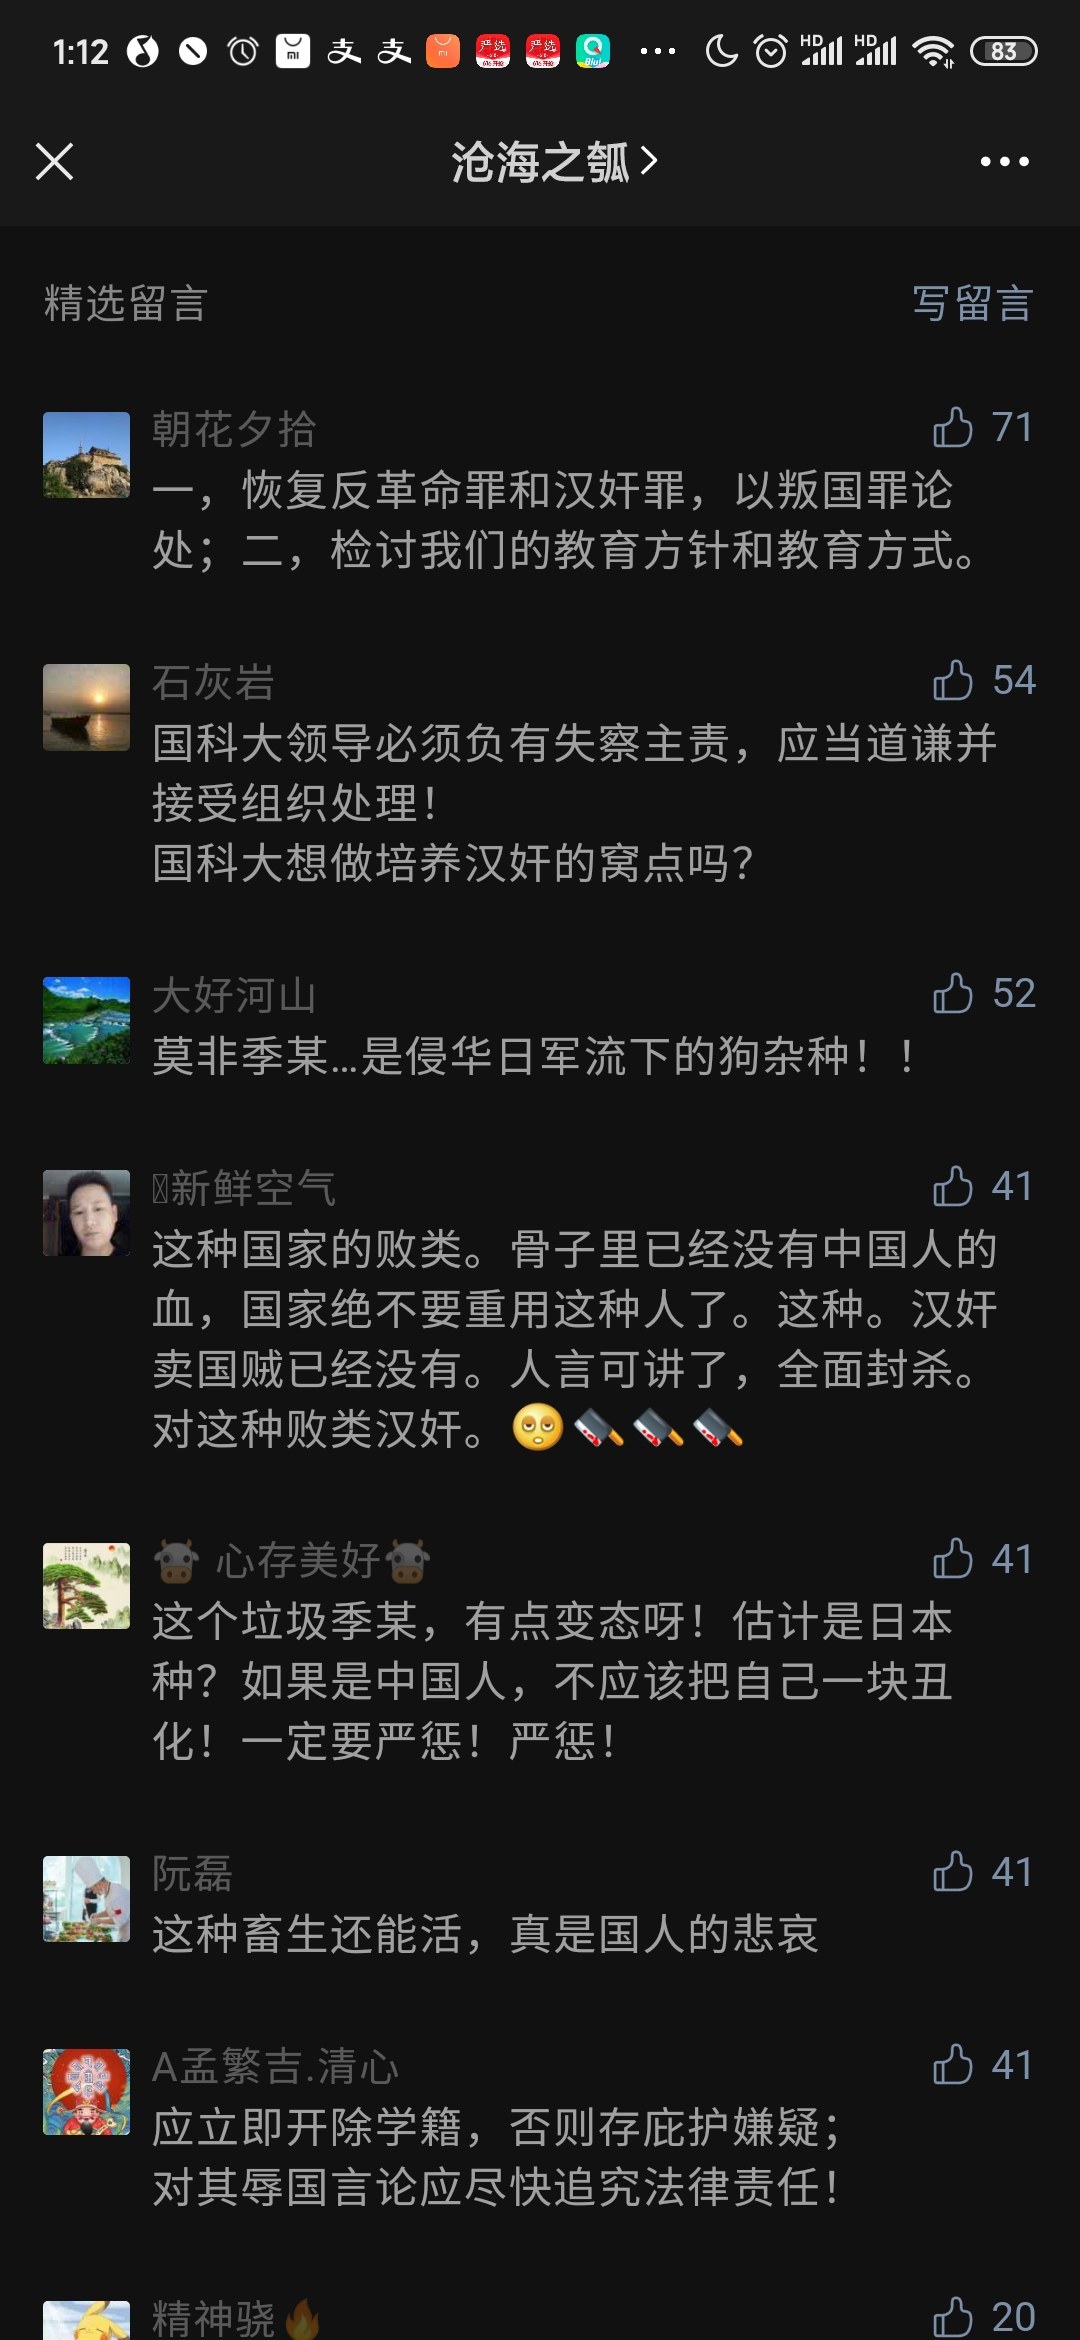 1:12
83
沧海之瓠
精选留言
写留言
朝花夕拾
71
一，恢复反革命罪和汉奸罪，以叛国罪论
处；二，检讨我们的教育方针和教育方式。
石灰岩
54
国科大领导必须负有失察主责，应当道谦并
接受组织处理！
国科大想做培养汉奸的窝点吗？
大好河山
52
莫非季某...是侵华日军流下的狗杂种！！
新鲜空气
41
这种国家的败类。骨子里已经没有中国人的
血，国家绝不要重用这种人了。这种。汉奸
卖国贼已经没有。人言可讲了，全面封杀。
对这种败类汉奸。🙄🔪🔪🔪
🐮 心存美好🐮
41
这个垃圾季某，有点变态呀！估计是日本
种？如果是中国人，不应该把自己一块丑
化！一定要严惩！严惩！
阮磊
41
这种畜生还能活，真是国人的悲哀
A孟繁吉.清心
41
应立即开除学籍，否则存庇护嫌疑；
对其辱国言论应尽快追究法律责任！
精神骁🔥
20